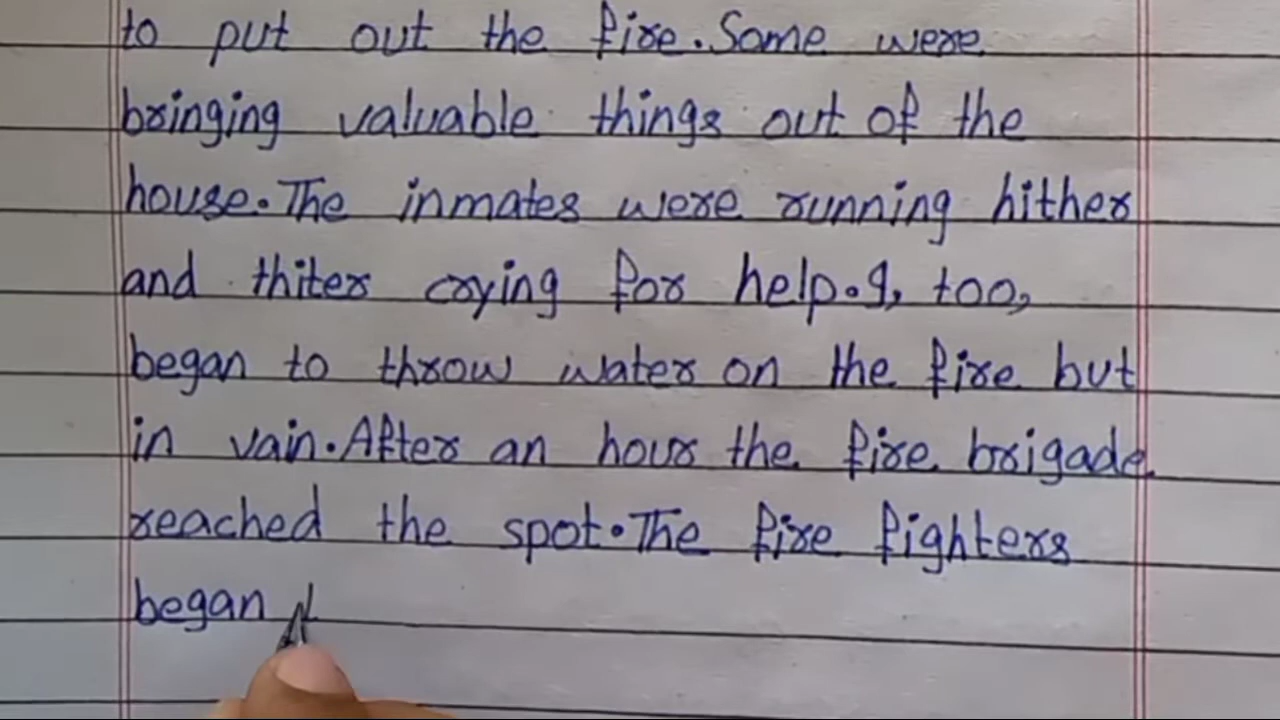 to put out the fire. Some were
bringing valuable things out of the
house. The inmates were running hither
and thiter crying for help. I, too,
began to throw water on the fire but
in vain. After an hour the fire brigade
reached the spot. The fire fighters
began